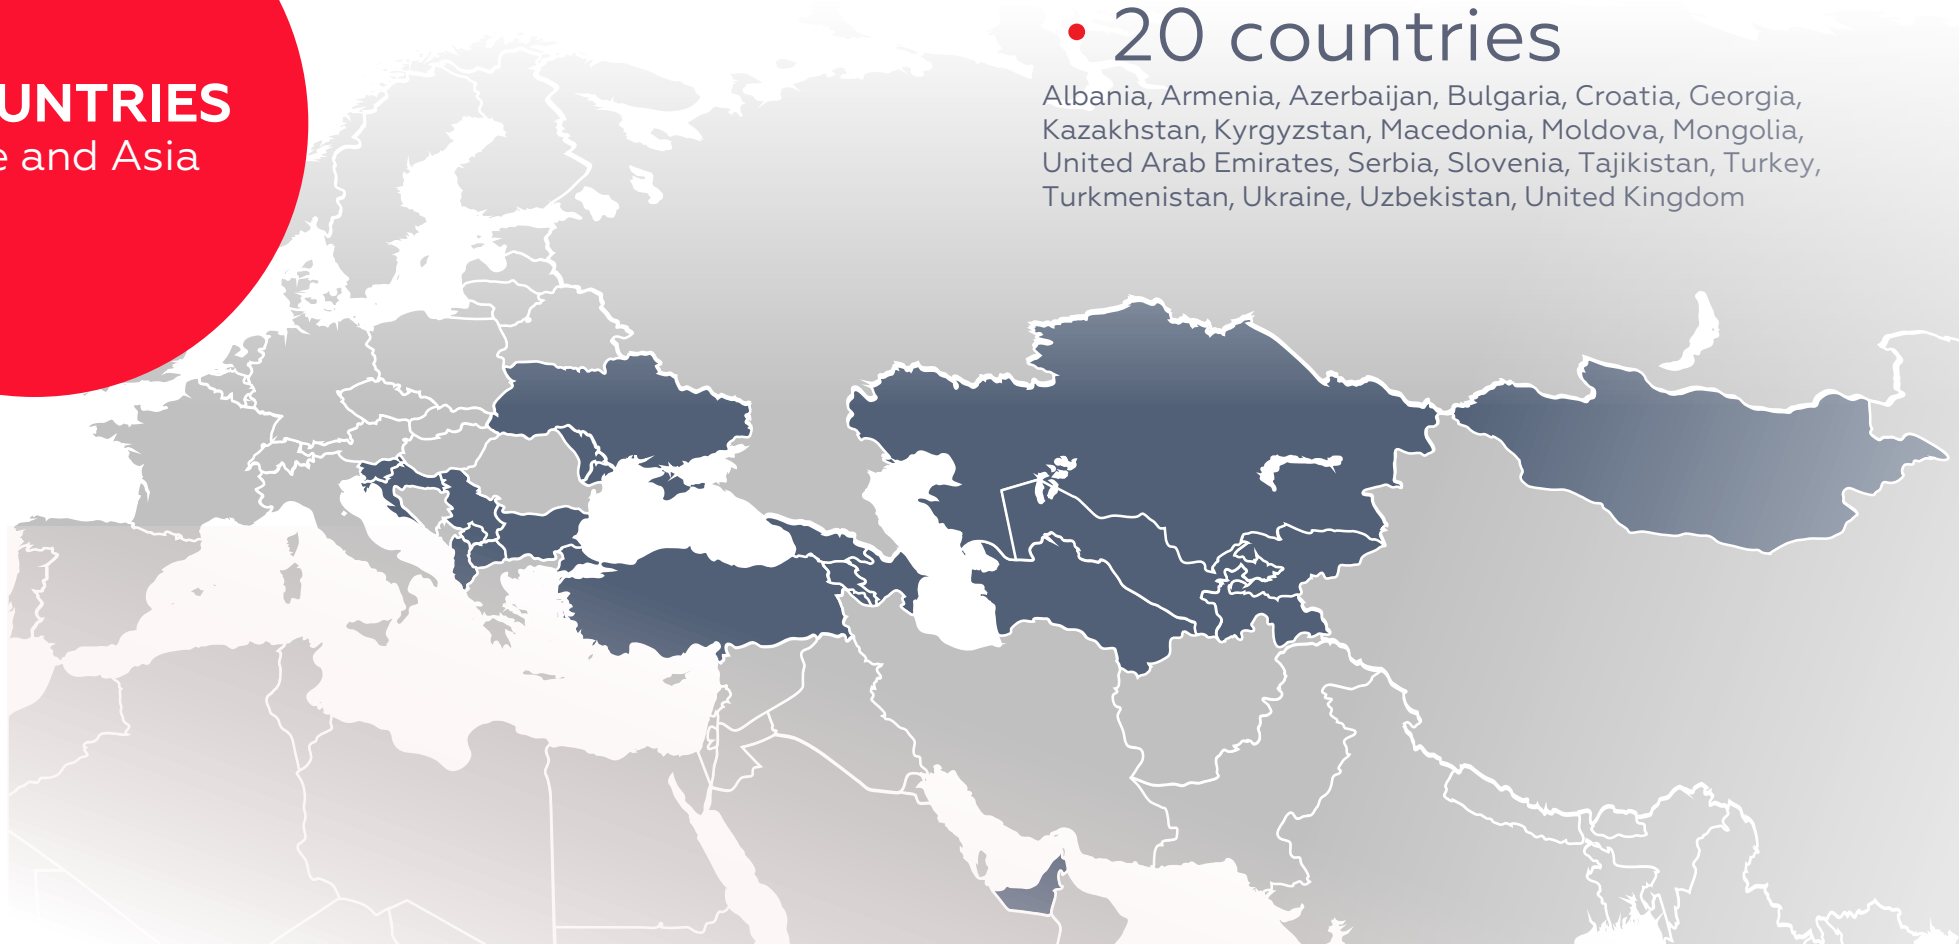 UNTRIES
e and Asia
• 20 countries
Albania, Armenia, Azerbaijan, Bulgaria, Croatia, Georgia,
Kazakhstan, Kyrgyzstan, Macedonia, Moldova, Mongolia,
United Arab Emirates, Serbia, Slovenia, Tajikistan, Turkey,
Turkmenistan, Ukraine, Uzbekistan, United Kingdom